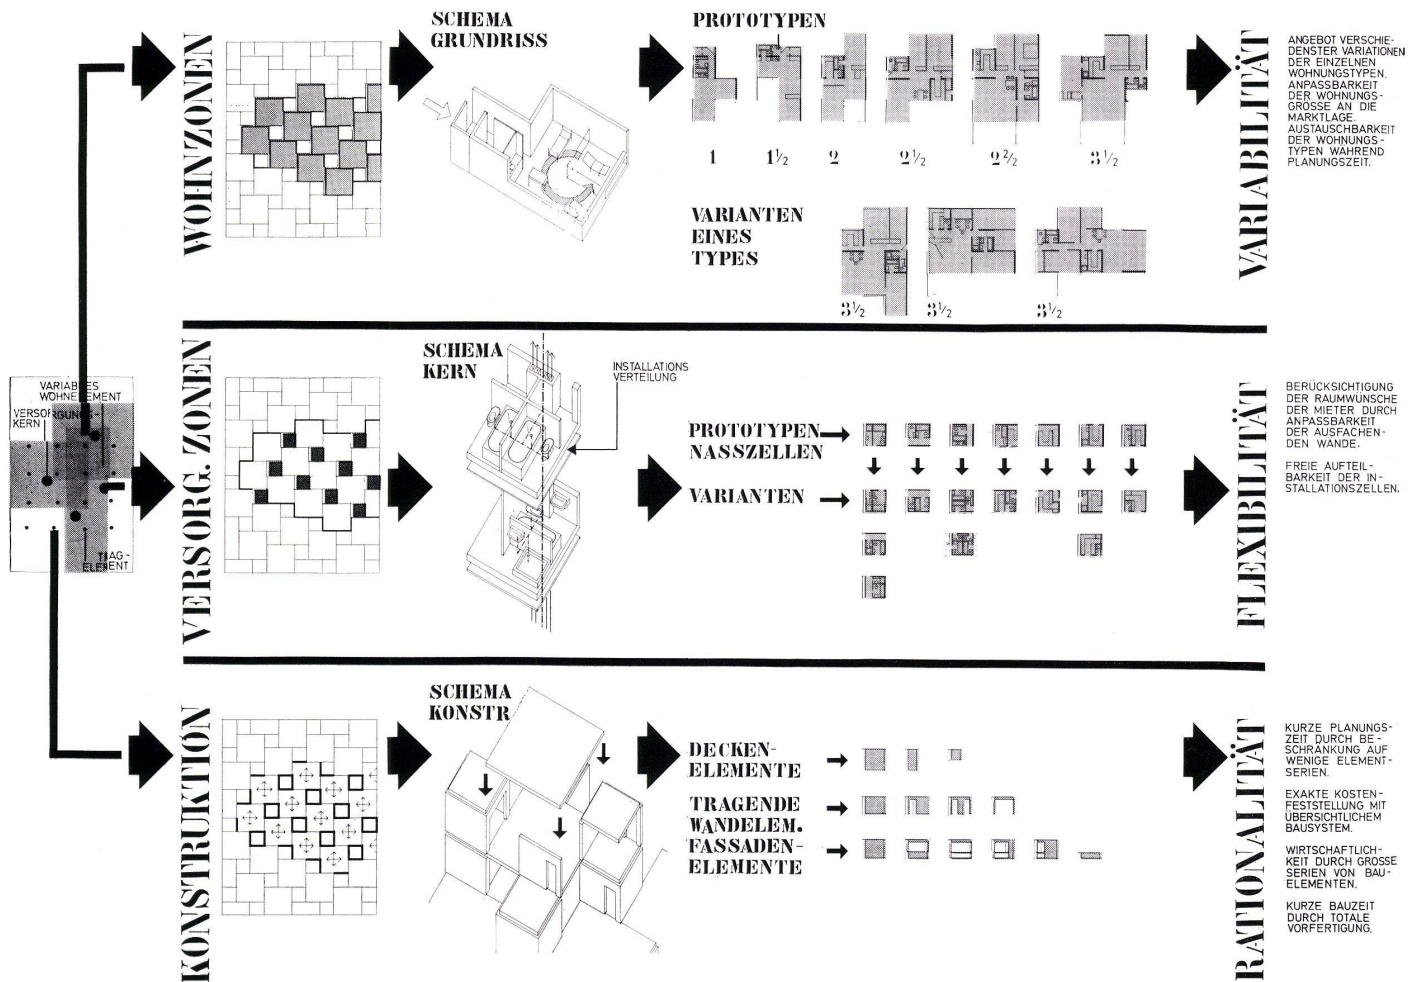 VARIABLES
WOHNELEMENT
VERSORGUNGS-
KERN
TRAG-
ELEMENT
WOHNZONEN
SCHEMA
GRUNDRISS
PROTOTYPEN
1
1½
2
2½
2²/₂
3½
VARIANTEN
EINES
TYPES
3½
3½
3½
VARIABILITÄT
ANGEBOT VERSCHIE-
DENSTER VARIATIONEN
DER EINZELNEN
WOHNUNGSTYPEN.
ANPASSBARKEIT
DER WOHNUNGS-
GRÖSSE AN DIE
MARKTLAGE.
AUSTAUSCHBARKEIT
DER WOHNUNGS-
TYPEN WÄHREND
PLANUNGSZEIT.
VERSORG. ZONEN
SCHEMA
KERN
INSTALLATIONS
VERTEILUNG
PROTOTYPEN
NASSZELLEN
VARIANTEN
FLEXIBILITÄT
BERÜCKSICHTIGUNG
DER RAUMWÜNSCHE
DER MIETER DURCH
ANPASSBARKEIT
DER AUSFACHEN-
DEN WÄNDE.
FREIE AUFTEIL-
BARKEIT DER IN-
STALLATIONSZELLEN.
KONSTRUKTION
SCHEMA
KONSTR
DECKEN-
ELEMENTE
TRAGENDE
WANDELEM.
FASSADEN-
ELEMENTE
RATIONALITÄT
KURZE PLANUNGS-
ZEIT DURCH BE-
SCHRÄNKUNG AUF
WENIGE ELEMENT-
SERIEN.
EXAKTE KOSTEN-
FESTSTELLUNG MIT
ÜBERSICHTLICHEM
BAUSYSTEM.
WIRTSCHAFTLICH-
KEIT DURCH GROSSE
SERIEN VON BAU-
ELEMENTEN.
KURZE BAUZEIT
DURCH TOTALE
VORFERTIGUNG.